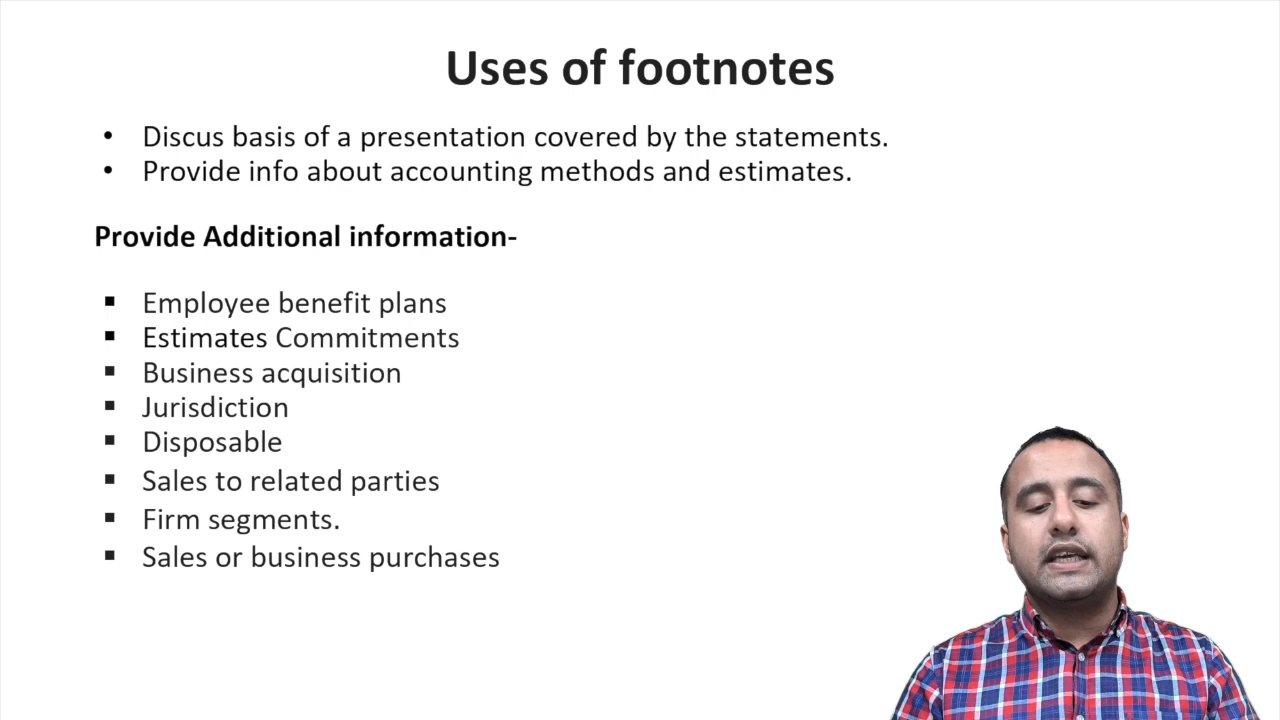 Uses of footnotes
• Discus basis of a presentation covered by the statements.
• Provide info about accounting methods and estimates.
Provide Additional information-
▪ Employee benefit plans
▪ Estimates Commitments
▪ Business acquisition
▪ Jurisdiction
▪ Disposable
▪ Sales to related parties
▪ Firm segments.
▪ Sales or business purchases